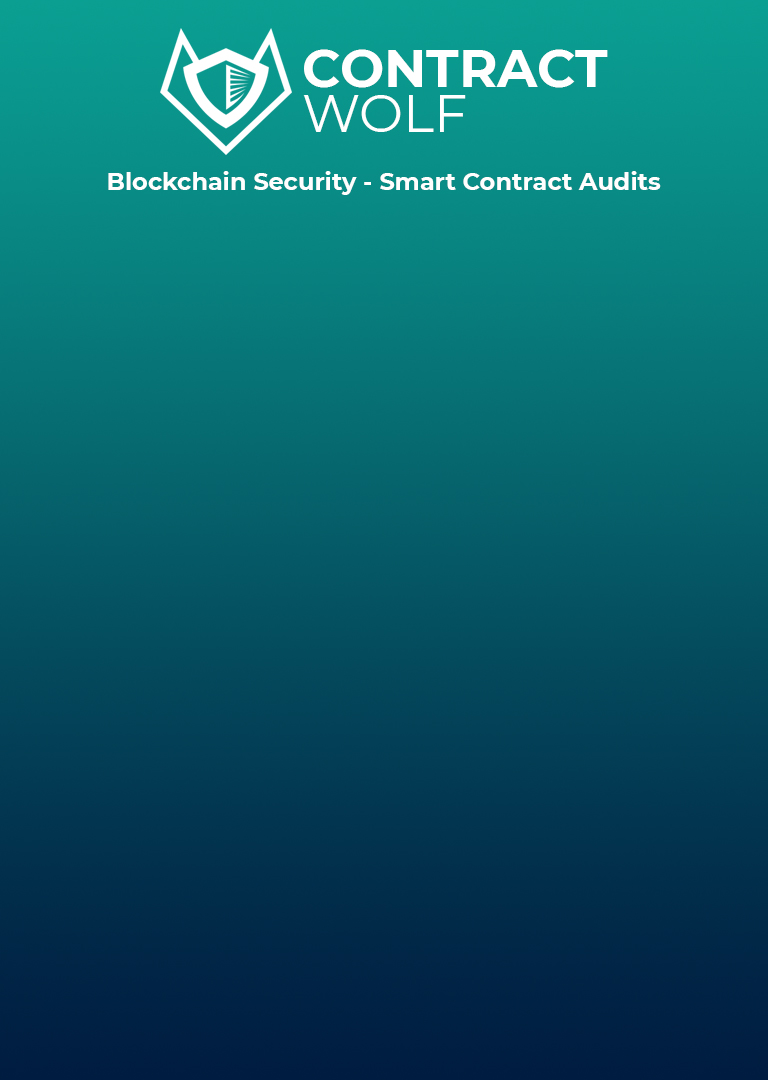 CONTRACT
WOLF
Blockchain Security - Smart Contract Audits